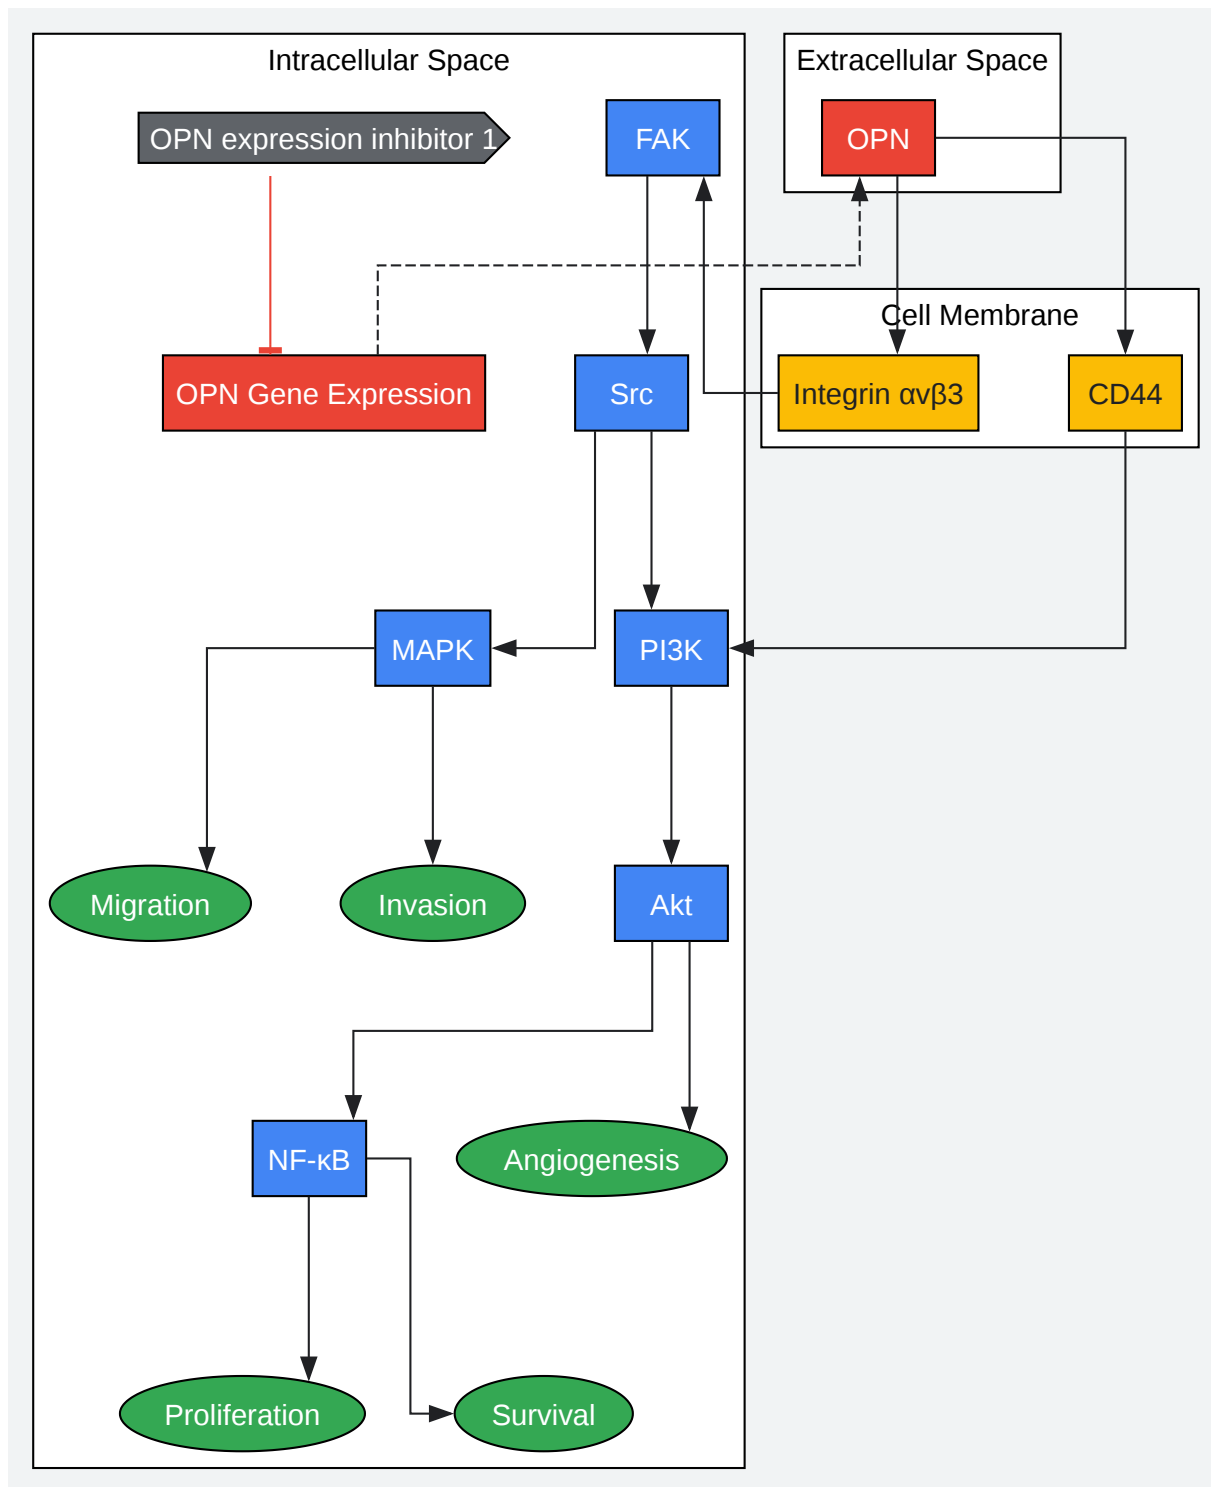 Intracellular Space
Extracellular Space
OPN expression inhibitor 1
FAK
OPN
Cell Membrane
OPN Gene Expression
Src
Integrin αvβ3
CD44
MAPK
PI3K
Migration
Invasion
Akt
NF-κB
Angiogenesis
Proliferation
Survival